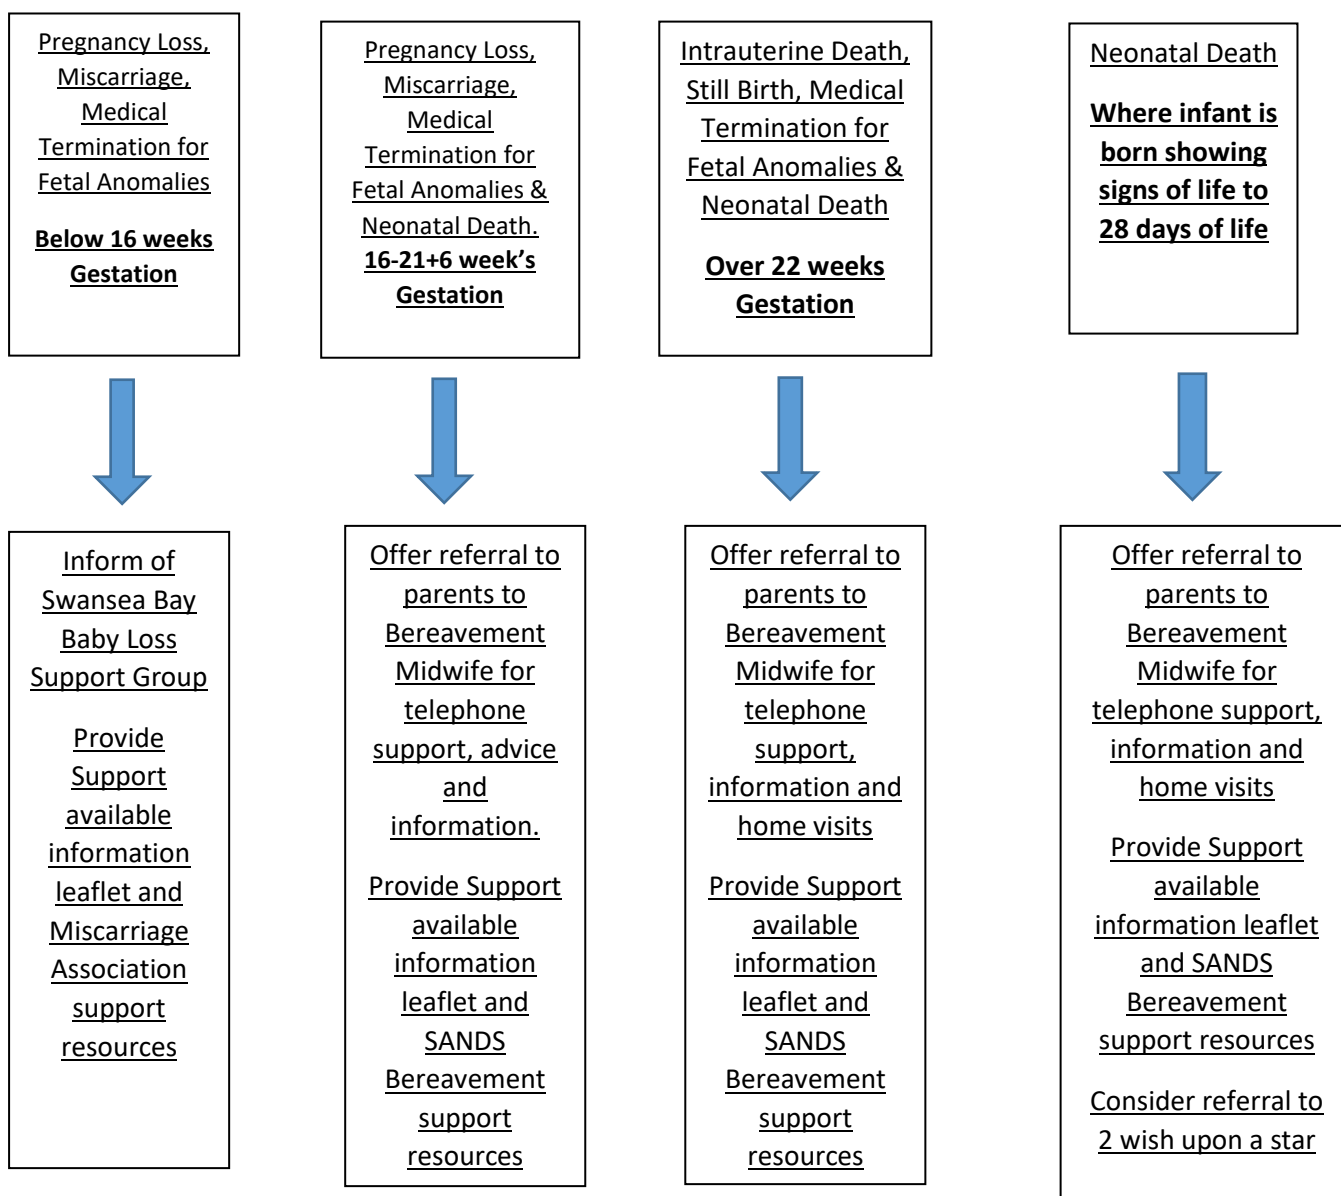 Pregnancy Loss,
Miscarriage,
Medical
Termination for
Fetal Anomalies
Below 16 weeks
Gestation
Pregnancy Loss,
Miscarriage,
Medical
Termination for
Fetal Anomalies &
Neonatal Death.
16-21+6 week’s
Gestation
Intrauterine Death,
Still Birth, Medical
Termination for
Fetal Anomalies &
Neonatal Death
Over 22 weeks
Gestation
Neonatal Death
Where infant is
born showing
signs of life to
28 days of life
Inform of
Swansea Bay
Baby Loss
Support Group
Provide
Support
available
information
leaflet and
Miscarriage
Association
support
resources
Offer referral to
parents to
Bereavement
Midwife for
telephone
support, advice
and
information.
Provide Support
available
information
leaflet and
SANDS
Bereavement
support
resources
Offer referral to
parents to
Bereavement
Midwife for
telephone
support,
information and
home visits
Provide Support
available
information
leaflet and
SANDS
Bereavement
support
resources
Offer referral to
parents to
Bereavement
Midwife for
telephone support,
information and
home visits
Provide Support
available
information leaflet
and SANDS
Bereavement
support resources
Consider referral to
2 wish upon a star